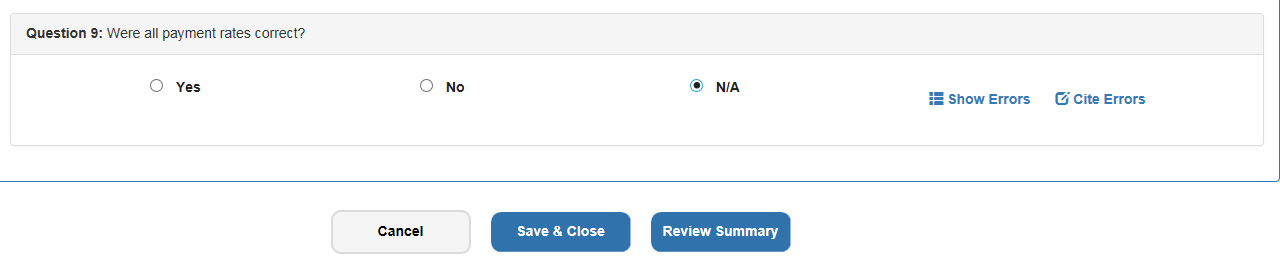 Question 9: Were all payment rates correct?
Yes
No
N/A
Show Errors
Cite Errors
Cancel
Save & Close
Review Summary